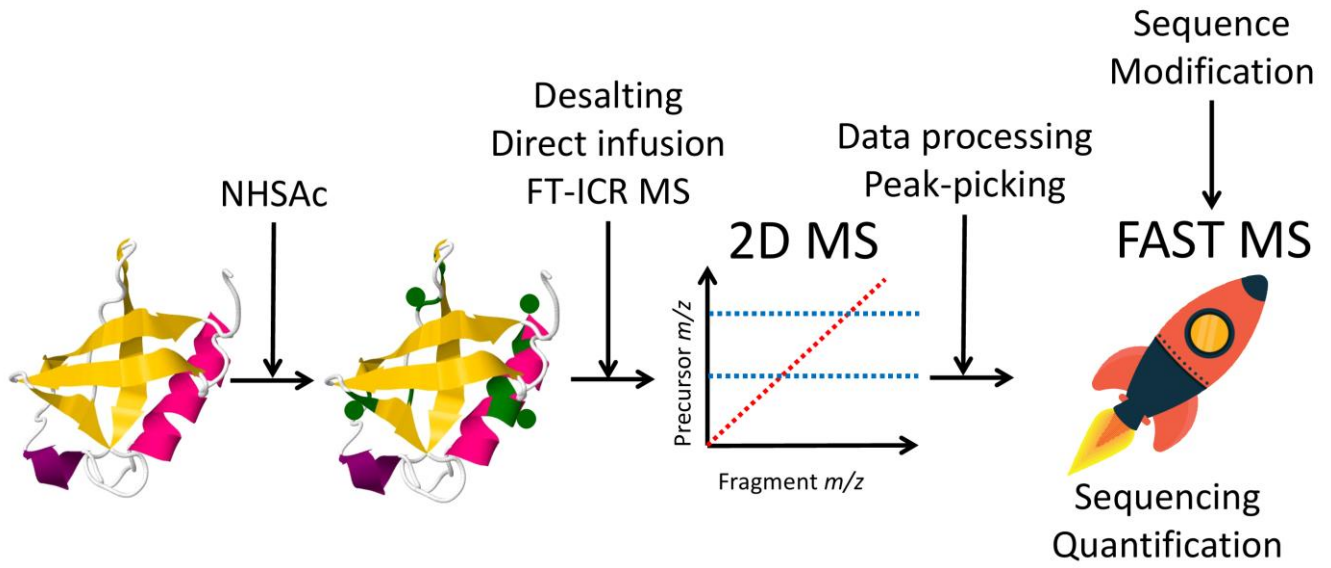 NHSAc
Desalting
Direct infusion
FT-ICR MS
2D MS
Precursor m/z
Fragment m/z
Data processing
Peak-picking
Sequence
Modification
FAST MS
Sequencing
Quantification